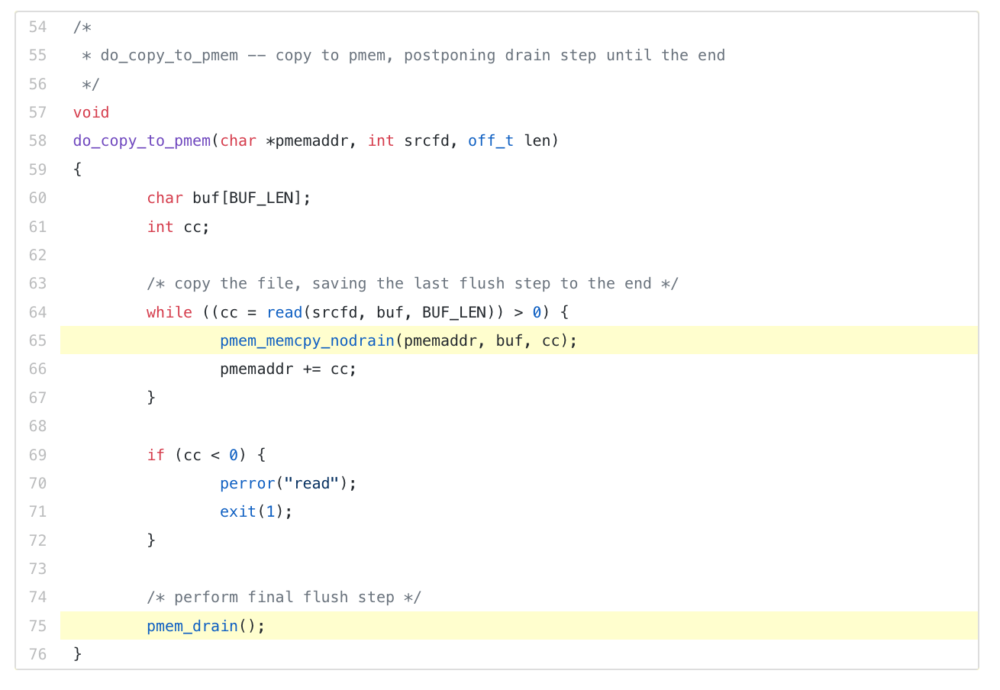 54 /*
55  * do_copy_to_pmem -- copy to pmem, postponing drain step until the end
56  */
57 void
58 do_copy_to_pmem(char *pmemaddr, int srcfd, off_t len)
59 {
60         char buf[BUF_LEN];
61         int cc;
62
63         /* copy the file, saving the last flush step to the end */
64         while ((cc = read(srcfd, buf, BUF_LEN)) > 0) {
65                 pmem_memcpy_nodrain(pmemaddr, buf, cc);
66                 pmemaddr += cc;
67         }
68
69         if (cc < 0) {
70                 perror("read");
71                 exit(1);
72         }
73
74         /* perform final flush step */
75         pmem_drain();
76 }